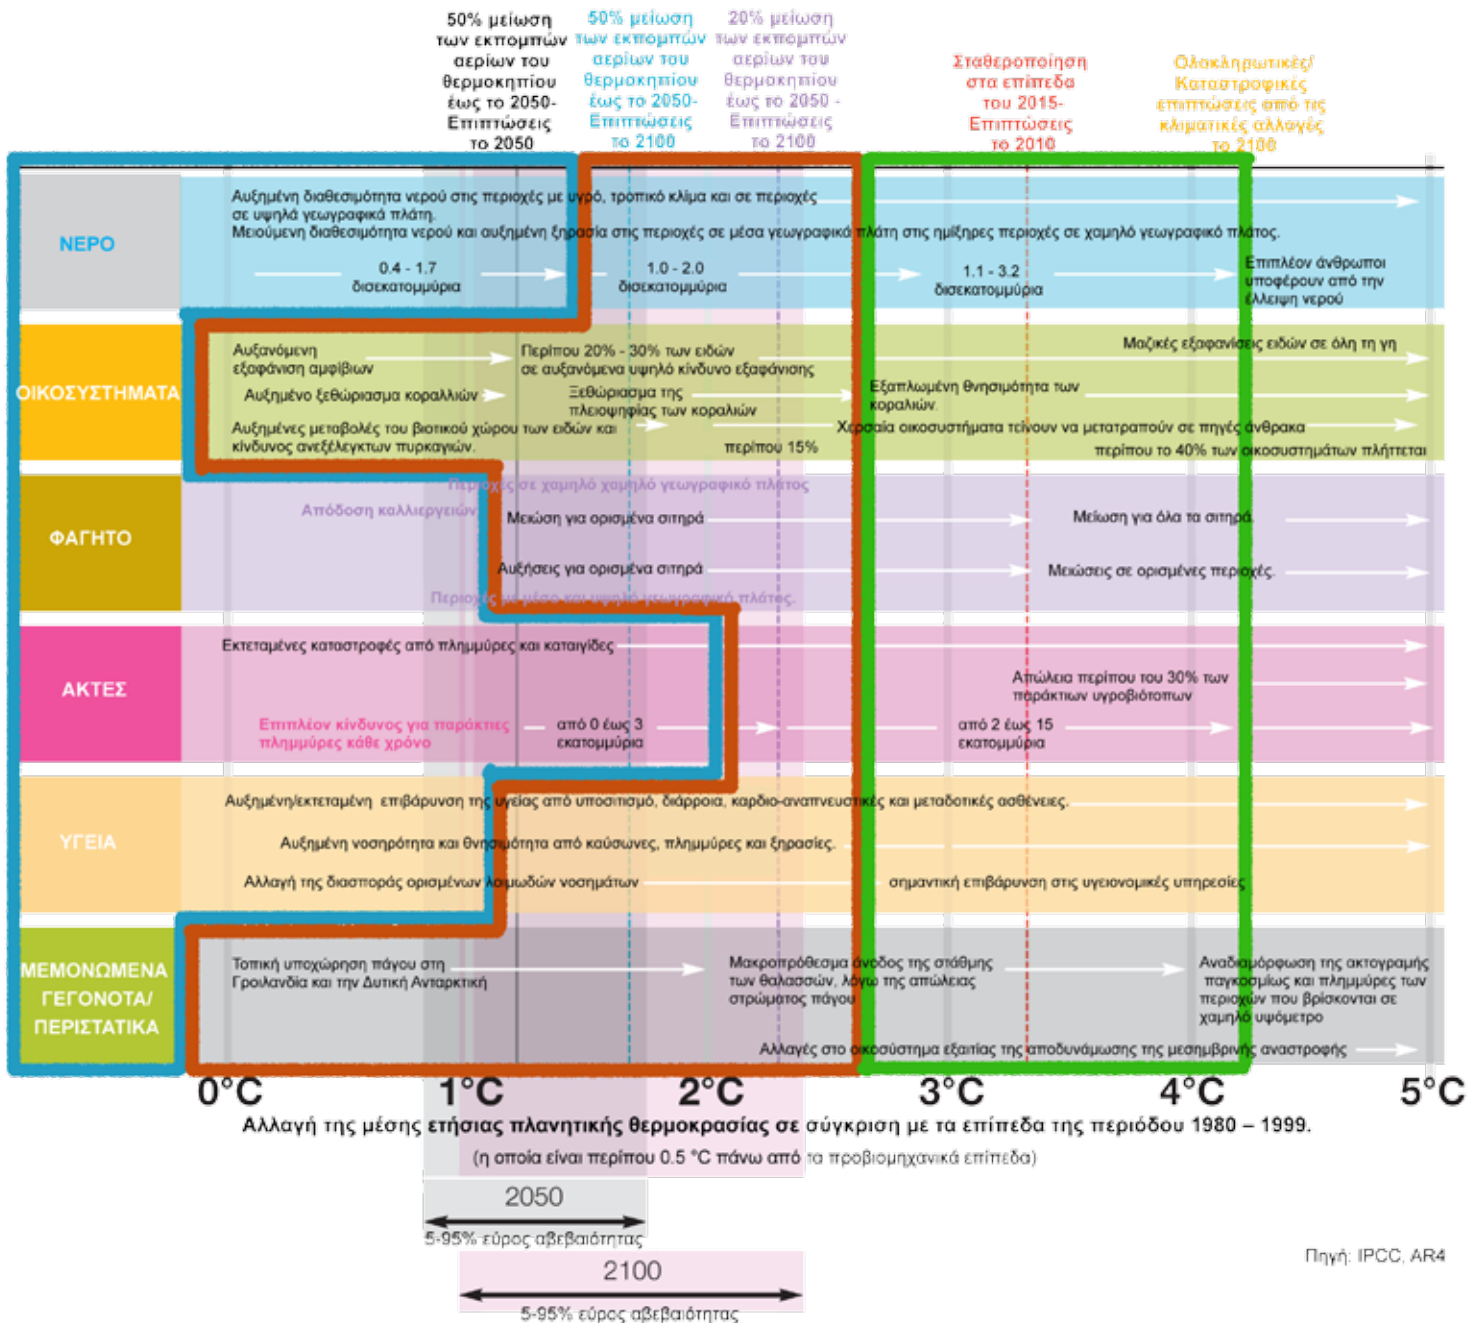 50% μείωση
των εκπομπών
αερίων του
θερμοκηπίου
έως το 2050-
Επιπτώσεις
το 2050
50% μείωση
των εκπομπών
αερίων του
θερμοκηπίου
έως το 2050-
Επιπτώσεις
το 2100
20% μείωση
των εκπομπών
αερίων του
θερμοκηπίου
έως το 2050 -
Επιπτώσεις
το 2100
Σταθεροποίηση
στα επίπεδα
του 2015-
Επιπτώσεις
το 2010
Ολοκληρωτικές/
Καταστροφικές
επιπτώσεις από τις
κλιματικές αλλαγές
το 2100
ΝΕΡΟ
Αυξημένη διαθεσιμότητα νερού στις περιοχές με υγρό, τροπικό κλίμα και σε περιοχές
σε υψηλά γεωγραφικά πλάτη.
Μειούμενη διαθεσιμότητα νερού και αυξημένη ξηρασία στις περιοχές σε μέσα γεωγραφικά πλάτη στις ημίξηρες περιοχές σε χαμηλό γεωγραφικό πλάτος.
0.4 - 1.7
δισεκατομμύρια
1.0 - 2.0
δισεκατομμύρια
1.1 - 3.2
δισεκατομμύρια
Επιπλέον άνθρωποι
υποφέρουν από την
έλλειψη νερού
ΟΙΚΟΣΥΣΤΗΜΑΤΑ
Αυξανόμενη
εξαφάνιση αμφίβιων
Περίπου 20% - 30% των ειδών
σε αυξανόμενα υψηλό κίνδυνο εξαφάνισης
Μαζικές εξαφανίσεις ειδών σε όλη τη γη
Αυξημένο ξεθώριασμα κοραλλιών
Ξεθώριασμα της
πλειοψηφίας των κοραλιών
Εξαπλωμένη θνησιμότητα των
κοραλιών.
Αυξημένες μεταβολές του βιοτικού χώρου των ειδών και
κίνδυνος ανεξέλεγκτων πυρκαγιών.
Χερσαία οικοσυστήματα τείνουν να μετατραπούν σε πηγές άνθρακα
περίπου 15%
περίπου το 40% των οικοσυστημάτων πλήττεται
ΦΑΓΗΤΟ
Περιοχές σε χαμηλό χαμηλό γεωγραφικό πλάτος
Απόδοση καλλιεργειών
Μειώση για ορισμένα σιτηρά
Μείωση για όλα τα σιτηρά.
Αυξήσεις για ορισμένα σιτηρά
Μειώσεις σε ορισμένες περιοχές.
Περιοχές με μέσο και υψηλό γεωγραφικό πλάτος.
ΑΚΤΕΣ
Εκτεταμένες καταστροφές από πλημμύρες και καταιγίδες
Απώλεια περίπου του 30% των
παράκτιων υγροβιότοπων
Επιπλέον κίνδυνος για παράκτιες
πλημμύρες κάθε χρόνο
από 0 έως 3
εκατομμύρια
από 2 έως 15
εκατομμύρια
ΥΓΕΙΑ
Αυξημένη/εκτεταμένη επιβάρυνση της υγείας από υποσιτισμό, διάρροια, καρδιο-αναπνευστικές και μεταδοτικές ασθένειες.
Αυξημένη νοσηρότητα και θνησιμότητα από καύσωνες, πλημμύρες και ξηρασίες.
Αλλαγή της διασποράς ορισμένων λοιμωδών νοσημάτων
σημαντική επιβάρυνση στις υγειονομικές υπηρεσίες
ΜΕΜΟΝΩΜΕΝΑ
ΓΕΓΟΝΟΤΑ/
ΠΕΡΙΣΤΑΤΙΚΑ
Τοπική υποχώρηση πάγου στη
Γροιλανδία και την Δυτική Ανταρκτική
Μακροπρόθεσμα άνοδος της στάθμης
των θαλασσών, λόγω της απώλειας
στρώματος πάγου
Αναδιαμόρφωση της ακτογραμής
παγκοσμίως και πλημμύρες των
περιοχών που βρίσκονται σε
χαμηλό υψόμετρο
Αλλαγές στο οικοσύστημα εξαιτίας της αποδυνάμωσης της μεσημβρινής αναστροφής
0°C 1°C 2°C 3°C 4°C 5°C
Αλλαγή της μέσης ετήσιας πλανητικής θερμοκρασίας σε σύγκριση με τα επίπεδα της περιόδου 1980 – 1999.
(η οποία είναι περίπου 0.5 °C πάνω από τα προβιομηχανικά επίπεδα)
2050
5-95% εύρος αβεβαιότητας
2100
5-95% εύρος αβεβαιότητας
Πηγή: IPCC, AR4